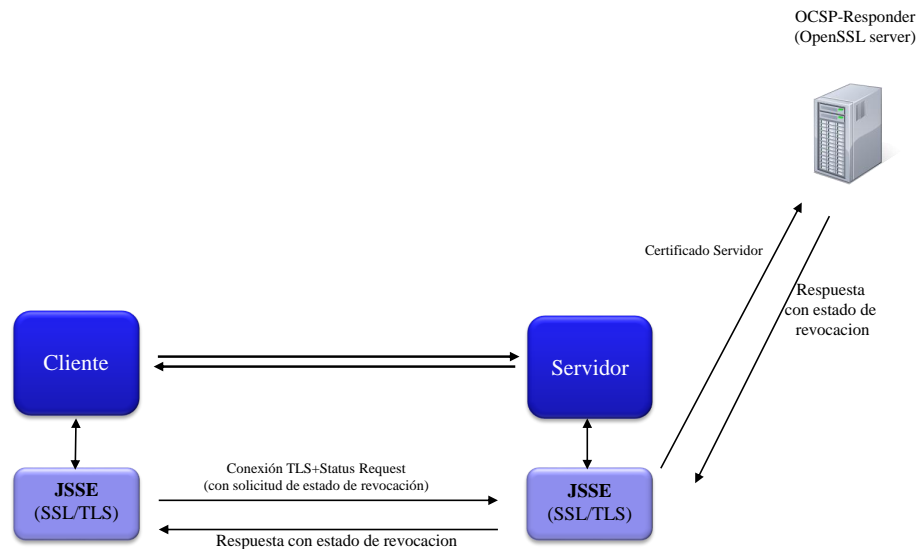 OCSP-Responder
(OpenSSL server)
Certificado Servidor
Respuesta
con estado de
revocacion
Cliente
Servidor
Conexión TLS+Status Request
(con solicitud de estado de revocación)
JSSE
(SSL/TLS)
JSSE
(SSL/TLS)
Respuesta con estado de revocacion